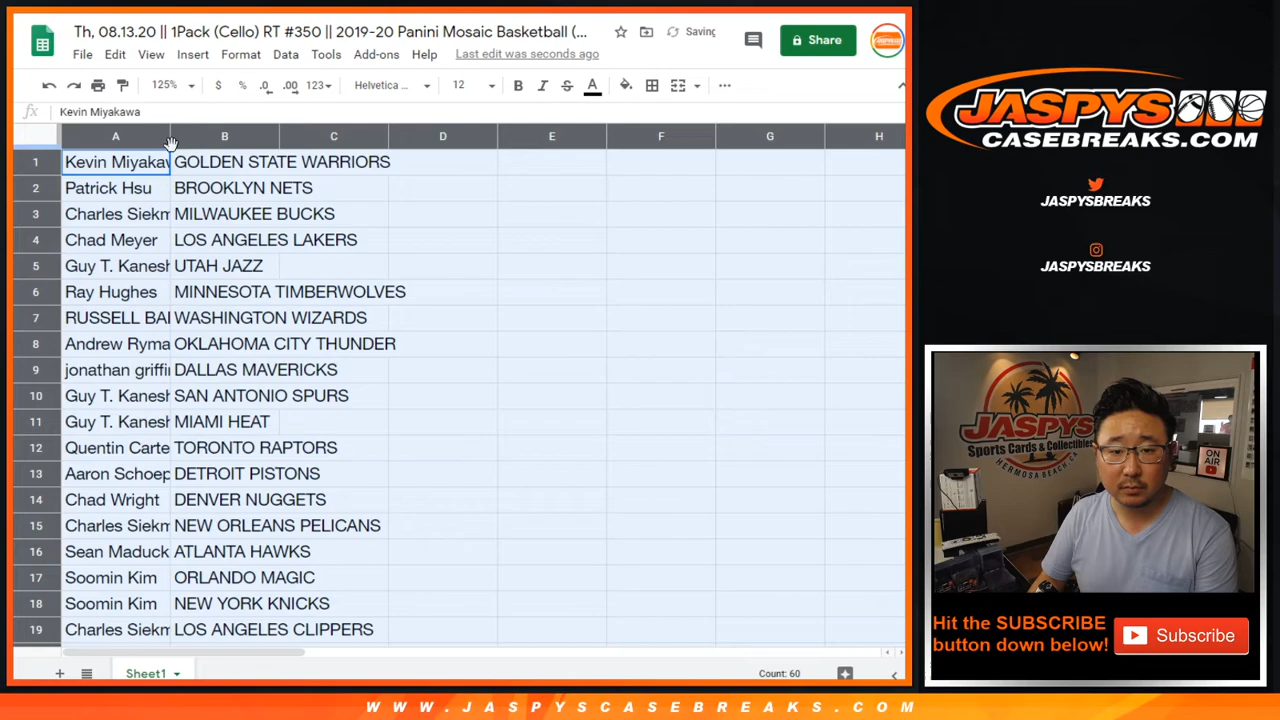 Th, 08.13.20 || 1Pack (Cello) RT #350 || 2019-20 Panini Mosaic Basketball (...
Saving
Share
File Edit View Insert Format Data Tools Add-ons Help Last edit was seconds ago
125% $ % .0 .00 123 Helvetica ... 12 B I S A
fx Kevin Miyakawa
A B C D E F G H
1 Kevin Miyakav GOLDEN STATE WARRIORS
2 Patrick Hsu BROOKLYN NETS
3 Charles Siekm MILWAUKEE BUCKS
4 Chad Meyer LOS ANGELES LAKERS
5 Guy T. Kanesh UTAH JAZZ
6 Ray Hughes MINNESOTA TIMBERWOLVES
7 RUSSELL BAI WASHINGTON WIZARDS
8 Andrew Ryma OKLAHOMA CITY THUNDER
9 jonathan griffin DALLAS MAVERICKS
10 Guy T. Kanesh SAN ANTONIO SPURS
11 Guy T. Kanesh MIAMI HEAT
12 Quentin Carte TORONTO RAPTORS
13 Aaron Schoep DETROIT PISTONS
14 Chad Wright DENVER NUGGETS
15 Charles Siekm NEW ORLEANS PELICANS
16 Sean Maduck ATLANTA HAWKS
17 Soomin Kim ORLANDO MAGIC
18 Soomin Kim NEW YORK KNICKS
19 Charles Siekm LOS ANGELES CLIPPERS
Sheet1
Count: 60
JASPYS
CASEBREAKS.COM
JASPYSBREAKS
JASPYSBREAKS
JASPYS
Sports Cards & Collectibles
HERMOSA BEACH, CA
ON AIR
Hit the SUBSCRIBE
button down below!
Subscribe
WWW.JASPYSCASEBREAKS.COM